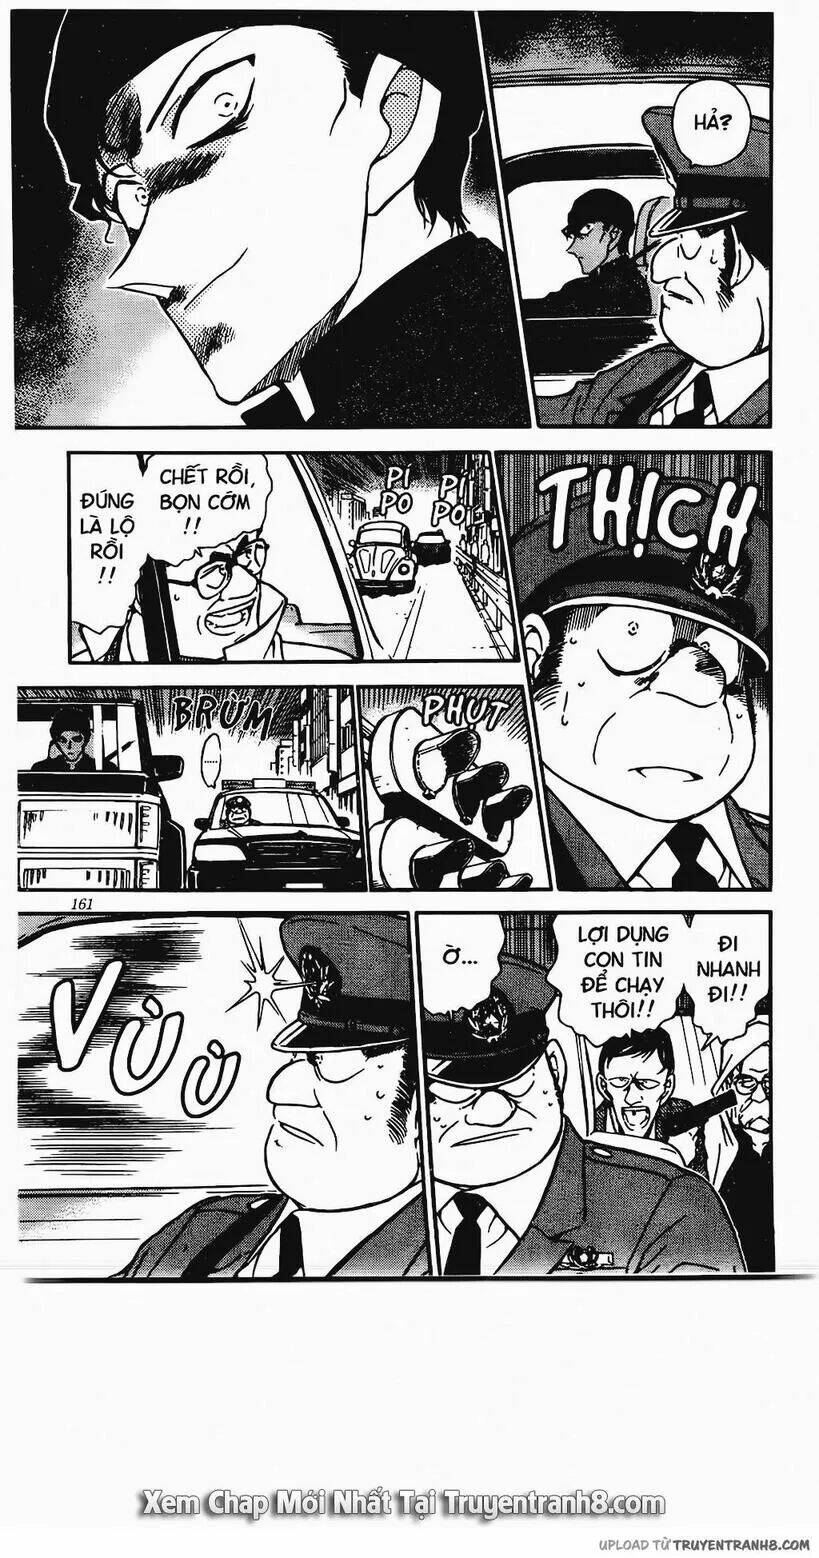 HẢ?
THỊCH
PÍ
PO
PÍ
PO
CHẾT RỒI,
BỌN CỚM
!!
ĐÚNG
LÀ LỘ
RỒI
!!
PHỤT
BRỪM
........
161
ĐI
NHANH
ĐI!!
LỢI DỤNG
CON TIN
ĐỂ CHẠY
THÔI!!
Ờ...
VÙ Ù
Xem Chap Mới Nhất Tại Truyentranh8.com
UPLOAD TỪ TRUYENTRANH8.COM